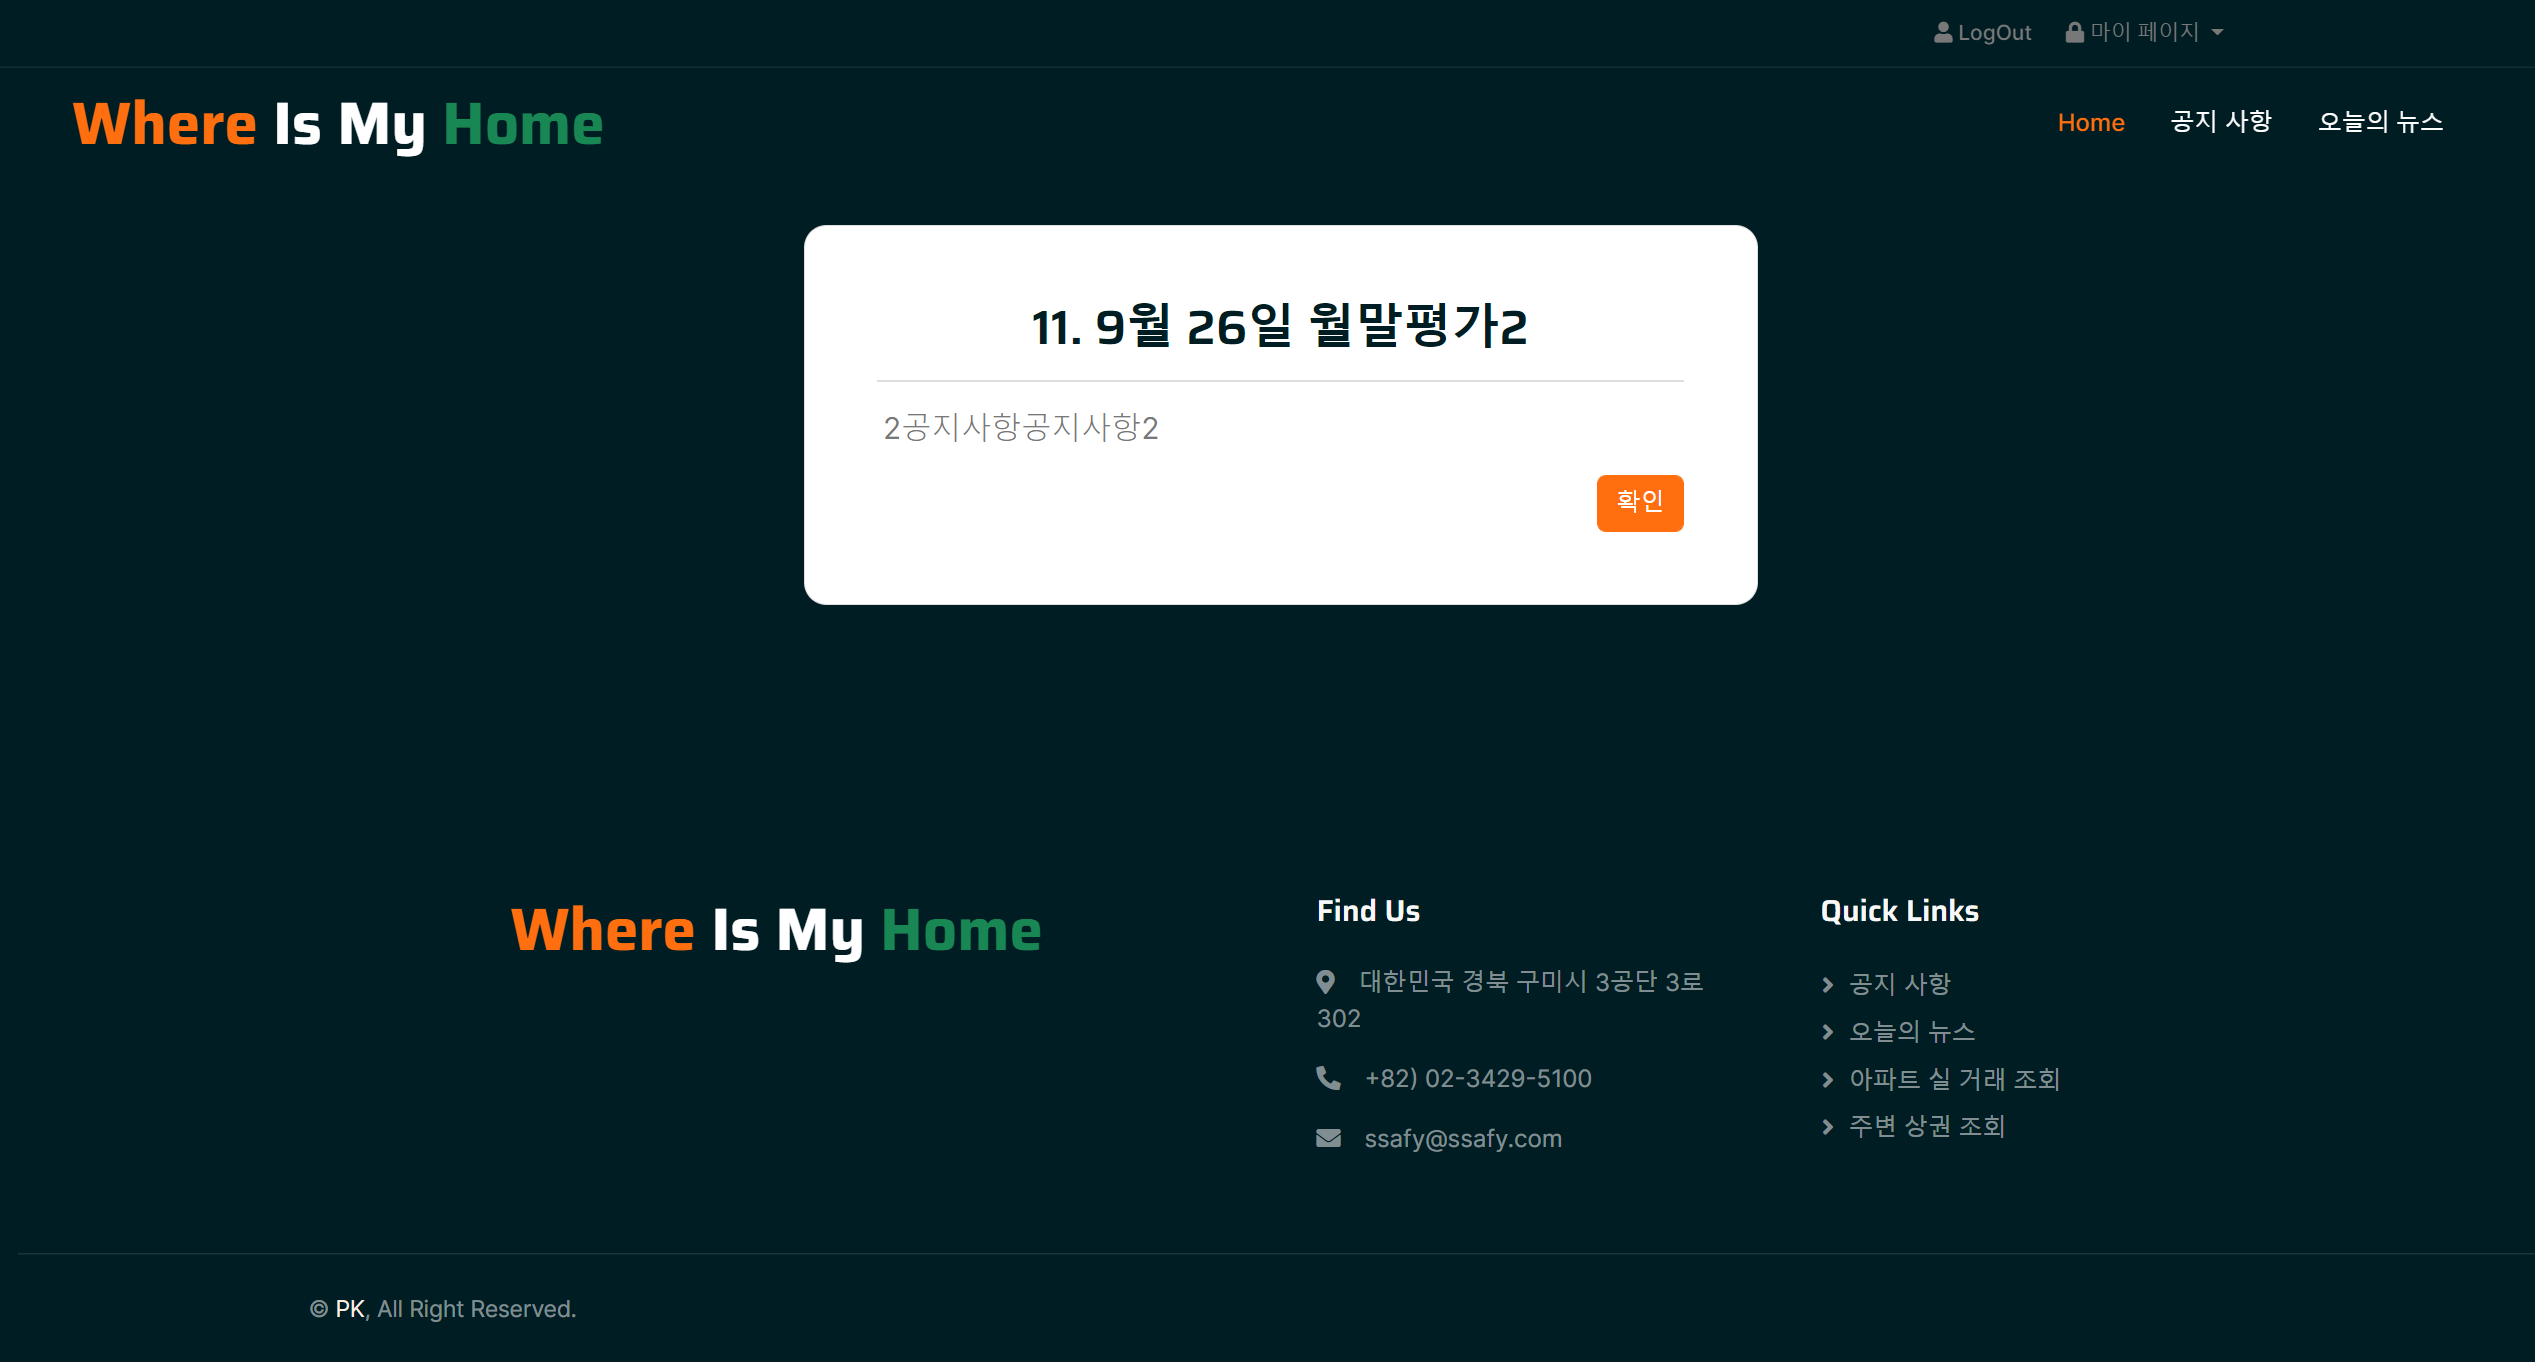 LogOut 마이 페이지
Where Is My Home
Home 공지 사항 오늘의 뉴스
11. 9월 26일 월말평가2
2공지사항공지사항2
확인
Where Is My Home
Find Us
대한민국 경북 구미시 3공단 3로
302
+82) 02-3429-5100
ssafy@ssafy.com
Quick Links
공지 사항
오늘의 뉴스
아파트 실 거래 조회
주변 상권 조회
© PK, All Right Reserved.